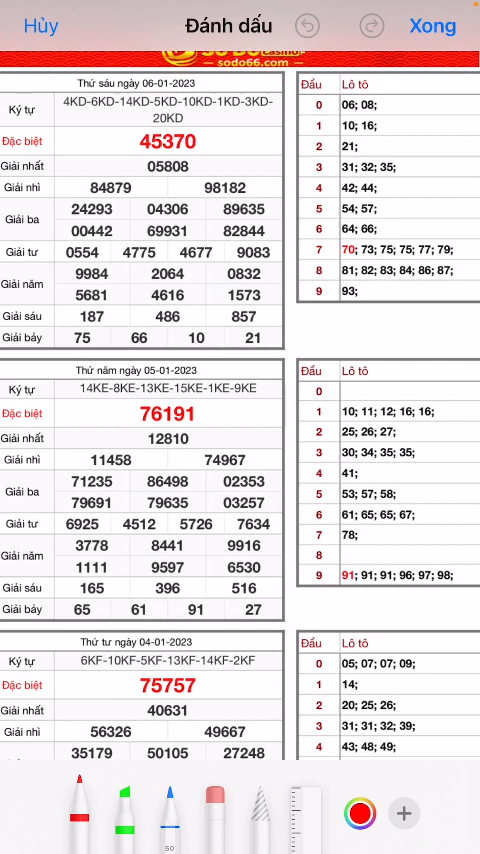 Hủy Đánh dấu Xong
sodo66.com
Thứ sáu ngày 06-01-2023
Ký tự 4KD-6KD-14KD-5KD-10KD-1KD-3KD-
20KD
Đặc biệt 45370
Giải nhất 05808
Giải nhì 84879 98182
Giải ba 24293 04306 89635
00442 69931 82844
Giải tư 0554 4775 4677 9083
Giải năm 9984 2064 0832
5681 4616 1573
Giải sáu 187 486 857
Giải bảy 75 66 10 21
Đầu Lô tô
0 06; 08;
1 10; 16;
2 21;
3 31; 32; 35;
4 42; 44;
5 54; 57;
6 64; 66;
7 70; 73; 75; 75; 77; 79;
8 81; 82; 83; 84; 86; 87;
9 93;
Thứ năm ngày 05-01-2023
Ký tự 14KE-8KE-13KE-15KE-1KE-9KE
Đặc biệt 76191
Giải nhất 12810
Giải nhì 11458 74967
Giải ba 71235 86498 02353
79691 79635 03257
Giải tư 6925 4512 5726 7634
Giải năm 3778 8441 9916
1111 9597 6530
Giải sáu 165 396 516
Giải bảy 65 61 91 27
Đầu Lô tô
0
1 10; 11; 12; 16; 16;
2 25; 26; 27;
3 30; 34; 35; 35;
4 41;
5 53; 57; 58;
6 61; 65; 65; 67;
7 78;
8
9 91; 91; 91; 96; 97; 98;
Thứ tư ngày 04-01-2023
Ký tự 6KF-10KF-5KF-13KF-14KF-2KF
Đặc biệt 75757
Giải nhất 40631
Giải nhì 56326 49667
35179 50105 27248
Đầu Lô tô
0 05; 07; 07; 09;
1 14;
2 20; 25; 26;
3 31; 31; 32; 39;
4 43; 48; 49;
50